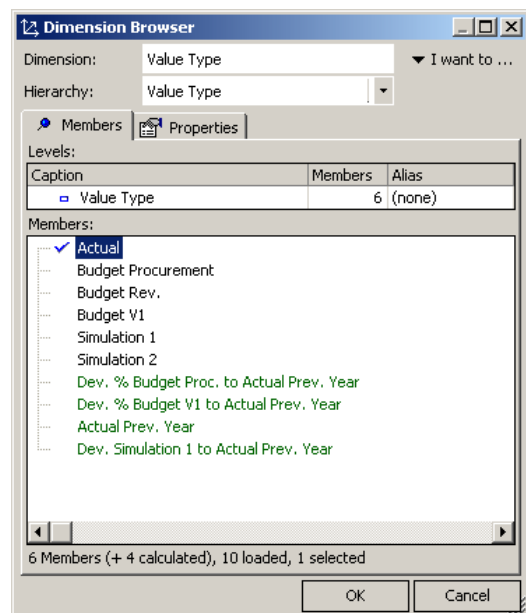 Dimension Browser
Dimension: Value Type I want to ...
Hierarchy: Value Type
Members Properties
Levels:
Caption Members Alias
Value Type 6 (none)
Members:
Actual
Budget Procurement
Budget Rev.
Budget V1
Simulation 1
Simulation 2
Dev. % Budget Proc. to Actual Prev. Year
Dev. % Budget V1 to Actual Prev. Year
Actual Prev. Year
Dev. Simulation 1 to Actual Prev. Year
6 Members (+ 4 calculated), 10 loaded, 1 selected
OK Cancel